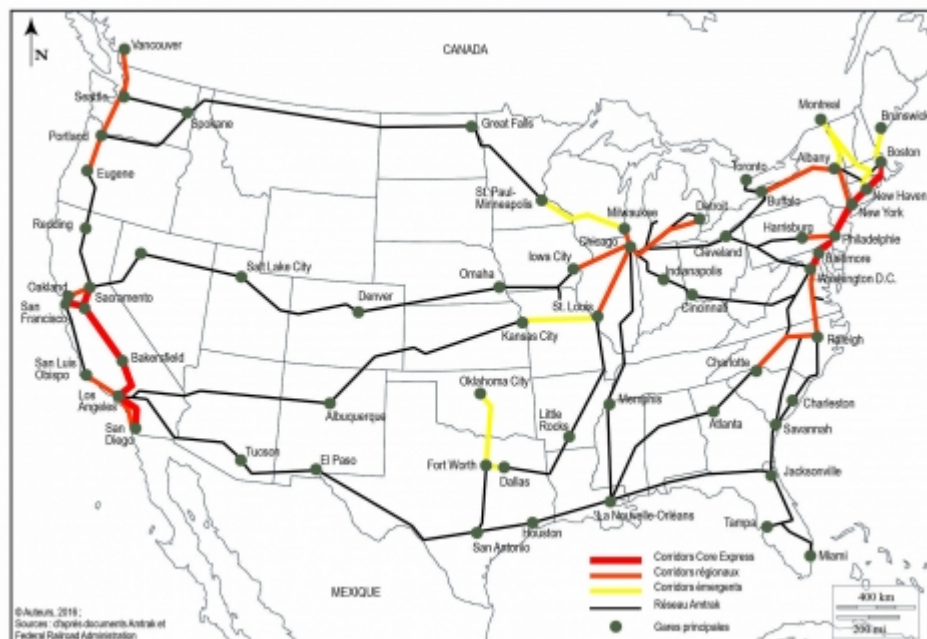 N
CANADA
Vancouver
Seattle
Spokane
Portland
Great Falls
Montreal
Brunswick
Boston
Albany
Toronto
Eugene
St. Paul-
Minneapolis
Milwaukee
Detroit
Buffalo
New Haven
New York
Redding
Chicago
Harrisburg
Philadelphie
Cleveland
Baltimore
Iowa City
Washington D.C.
Salt Lake City
Omaha
Indianapolis
Oakland
Sacramento
San
Francisco
Denver
St. Louis
Cincinnati
Kansas City
Raleigh
Bakersfield
San Luis
Obispo
Charlotte
Oklahoma City
Los
Angeles
Albuquerque
Memphis
Charleston
Little
Rocks
Atlanta
Savannah
San
Diego
Tucson
El Paso
Fort Worth
Dallas
Jacksonville
La Nouvelle-Orléans
Houston
San Antonio
Tampa
Miami
MEXIQUE
Corridors Core Express
Corridors régionaux
Corridors émergents
Réseau Amtrak
Gares principales
400 km
200 mi
© Auteurs, 2016 ;
Sources : d'après documents Amtrak et
Federal Railroad Administration